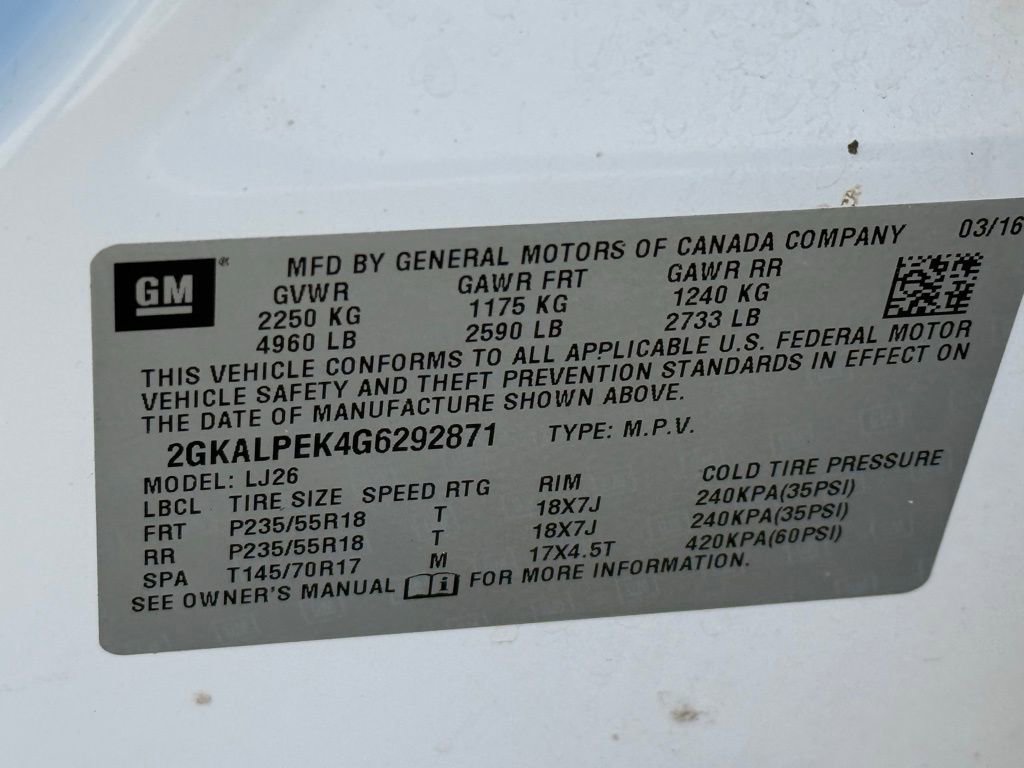 GM®
MFD BY GENERAL MOTORS OF CANADA COMPANY 03/16
GVWR GAWR FRT GAWR RR
2250 KG 1175 KG 1240 KG
4960 LB 2590 LB 2733 LB
THIS VEHICLE CONFORMS TO ALL APPLICABLE U.S. FEDERAL MOTOR
VEHICLE SAFETY AND THEFT PREVENTION STANDARDS IN EFFECT ON
THE DATE OF MANUFACTURE SHOWN ABOVE.
2GKALPEK4G6292871 TYPE: M.P.V.
MODEL: LJ26
LBCL TIRE SIZE SPEED RTG RIM COLD TIRE PRESSURE
FRT P235/55R18 T 18X7J 240KPA(35PSI)
RR P235/55R18 T 18X7J 240KPA(35PSI)
SPA T145/70R17 M 17X4.5T 420KPA(60PSI)
SEE OWNER'S MANUAL i FOR MORE INFORMATION.